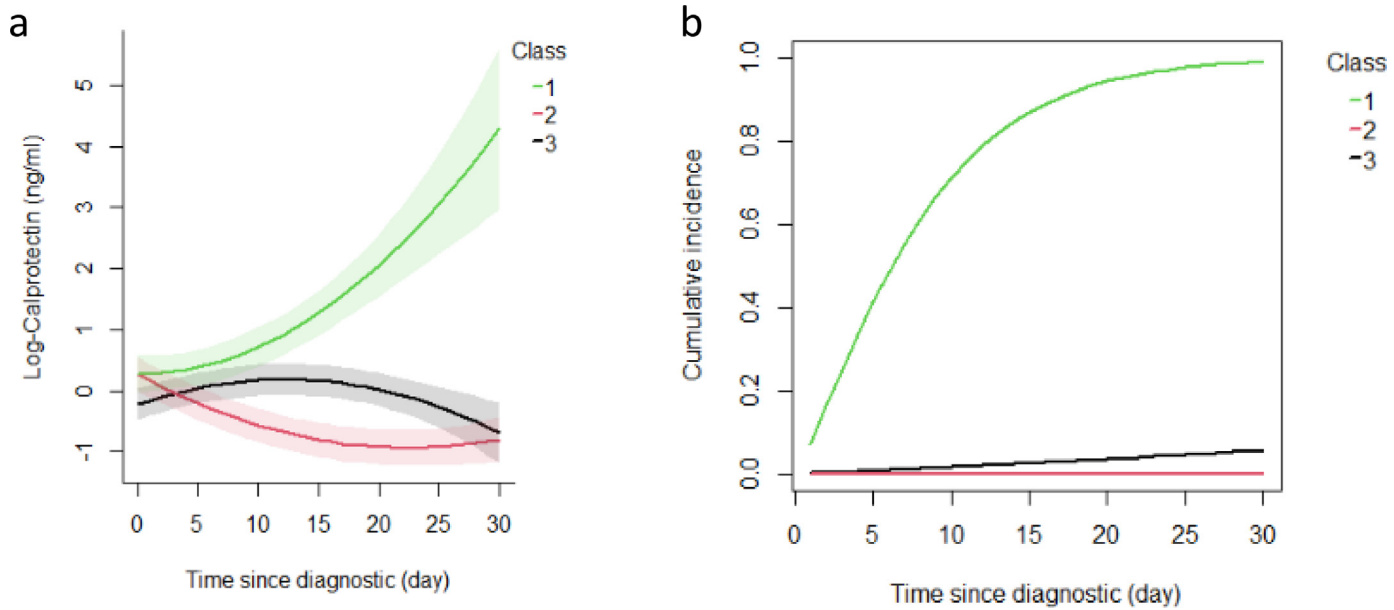 a
Class
1
2
3
Log-Calprotectin (ng/ml)
5
4
3
2
1
0
-1
0 5 10 15 20 25 30
Time since diagnostic (day)
b
Class
1
2
3
Cumulative incidence
1.0
0.8
0.6
0.4
0.2
0.0
0 5 10 15 20 25 30
Time since diagnostic (day)